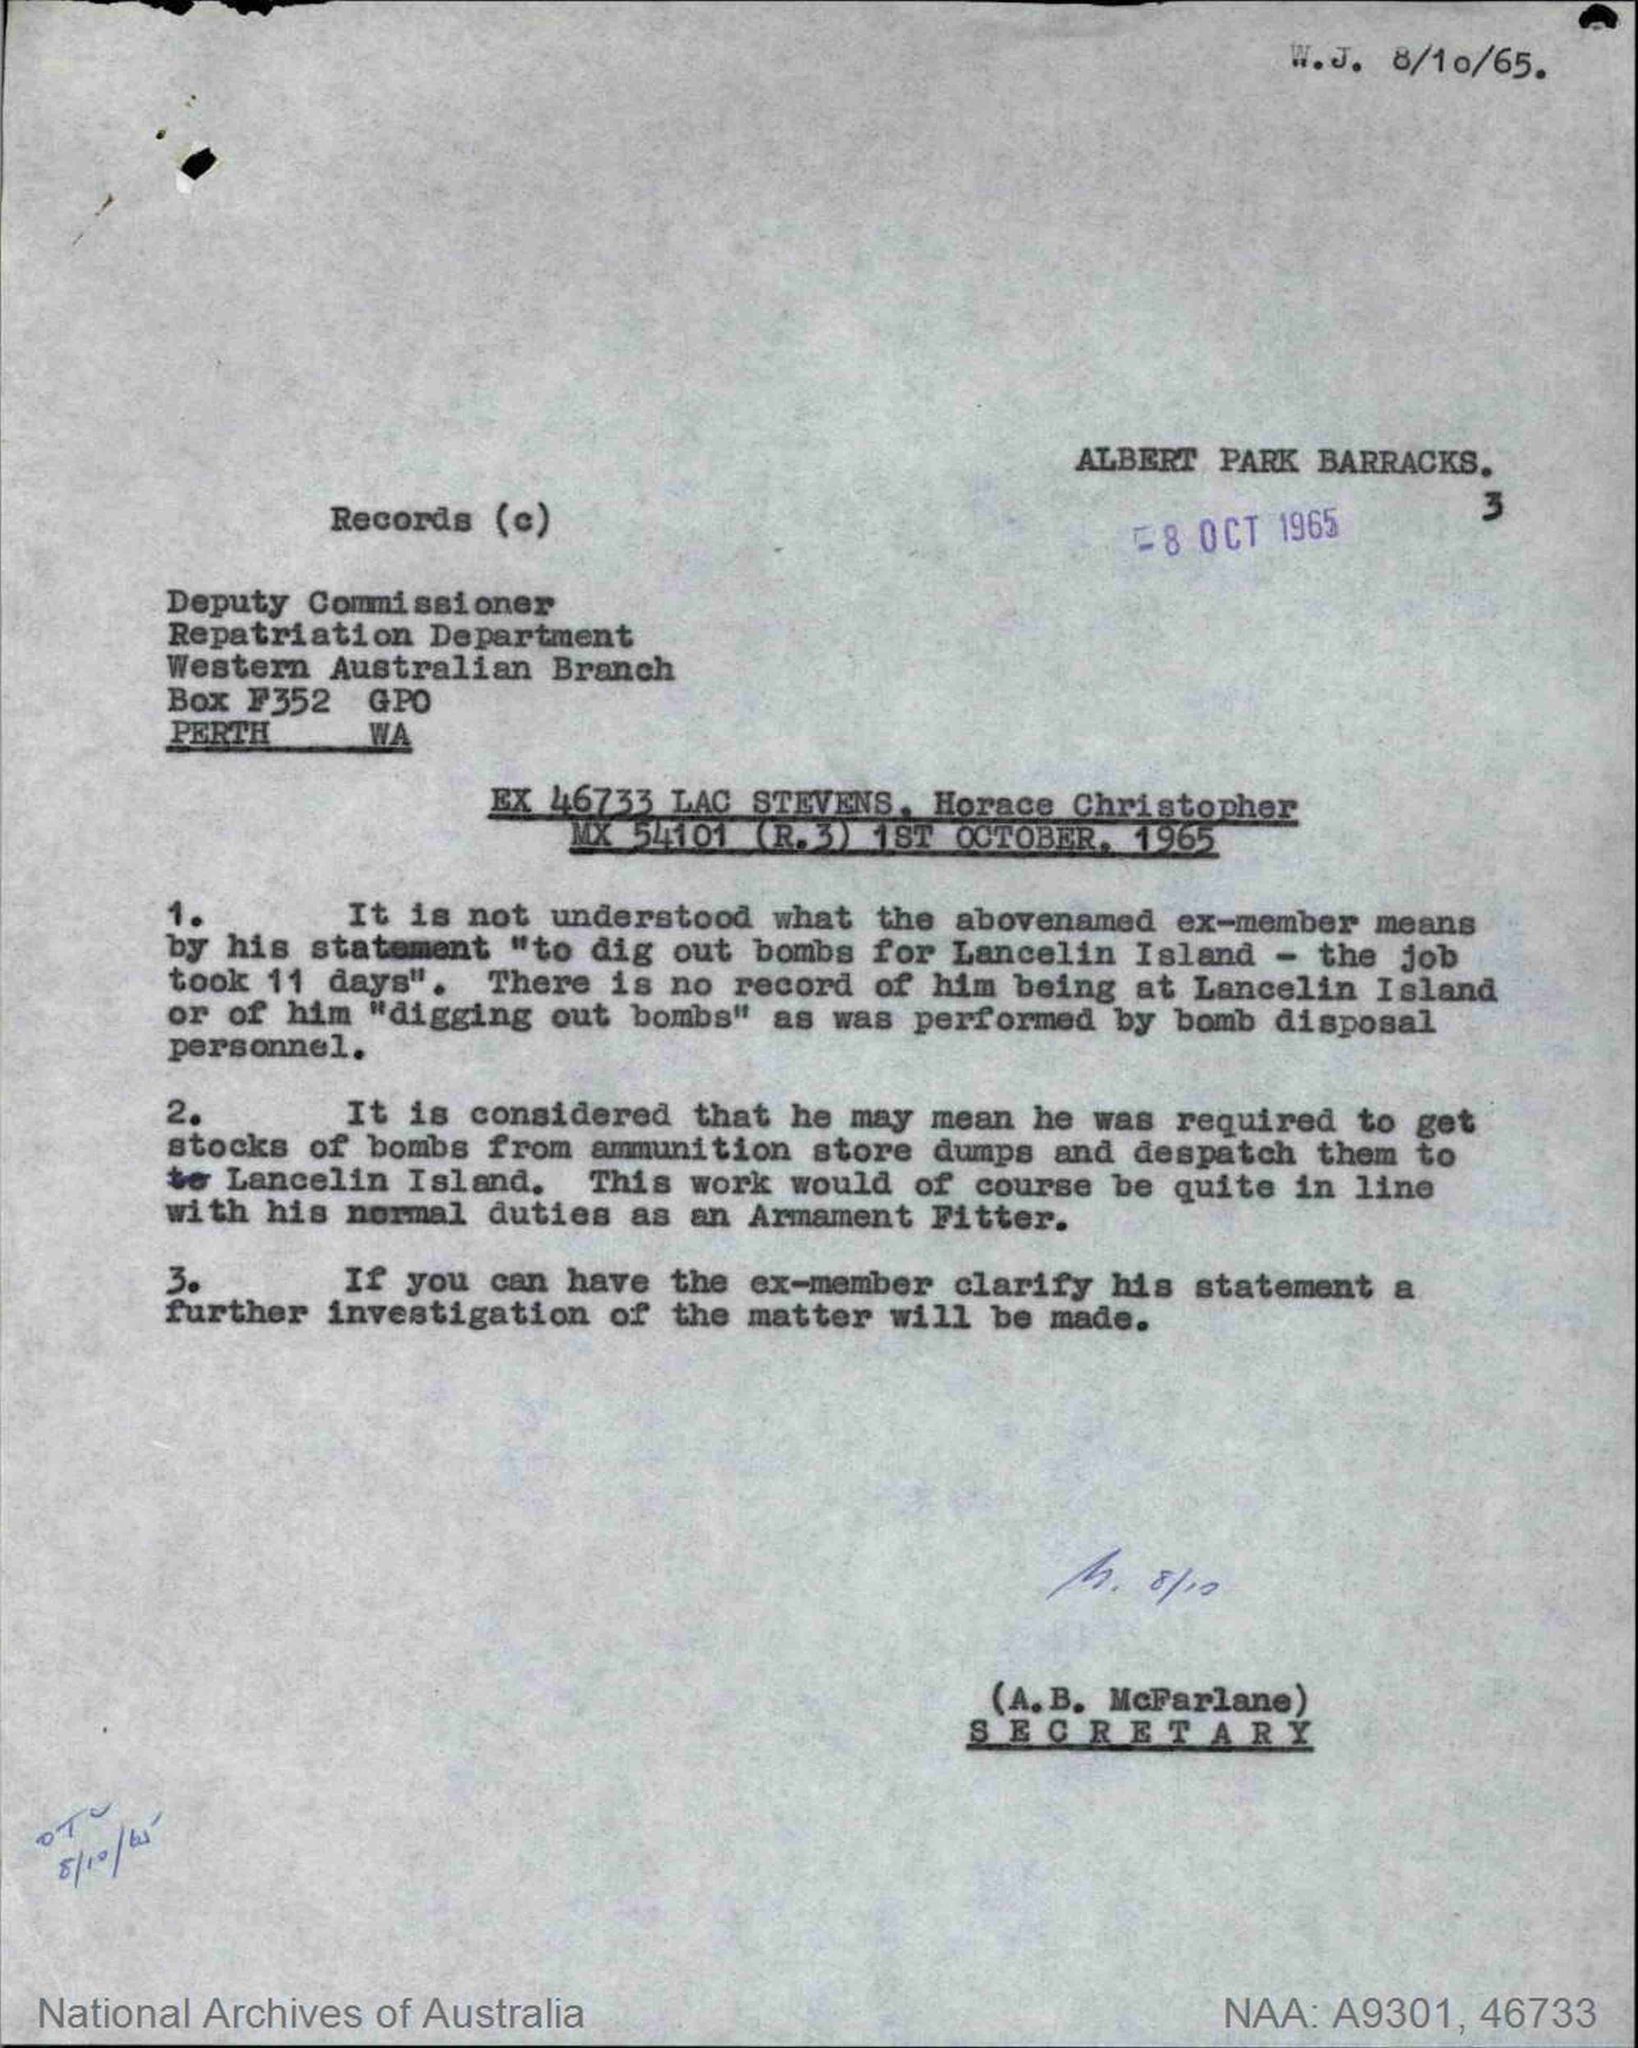 W.J. 8/10/65.
ALBERT PARK BARRACKS.
3
Records (c)
-8 OCT 1965
Deputy Commissioner
Repatriation Department
Western Australian Branch
Box F352 GPO
PERTH WA
EX 46733 LAC STEVENS, Horace Christopher
MX 54101 (R.3) 1ST OCTOBER, 1965
1. It is not understood what the abovenamed ex-member means
by his statement "to dig out bombs for Lancelin Island - the job
took 11 days". There is no record of him being at Lancelin Island
or of him "digging out bombs" as was performed by bomb disposal
personnel.
2. It is considered that he may mean he was required to get
stocks of bombs from ammunition store dumps and despatch them to
to Lancelin Island. This work would of course be quite in line
with his normal duties as an Armament Fitter.
3. If you can have the ex-member clarify his statement a
further investigation of the matter will be made.
8/10
(A.B. McFarlane)
SECRETARY
8/10/65
National Archives of Australia
NAA: A9301, 46733